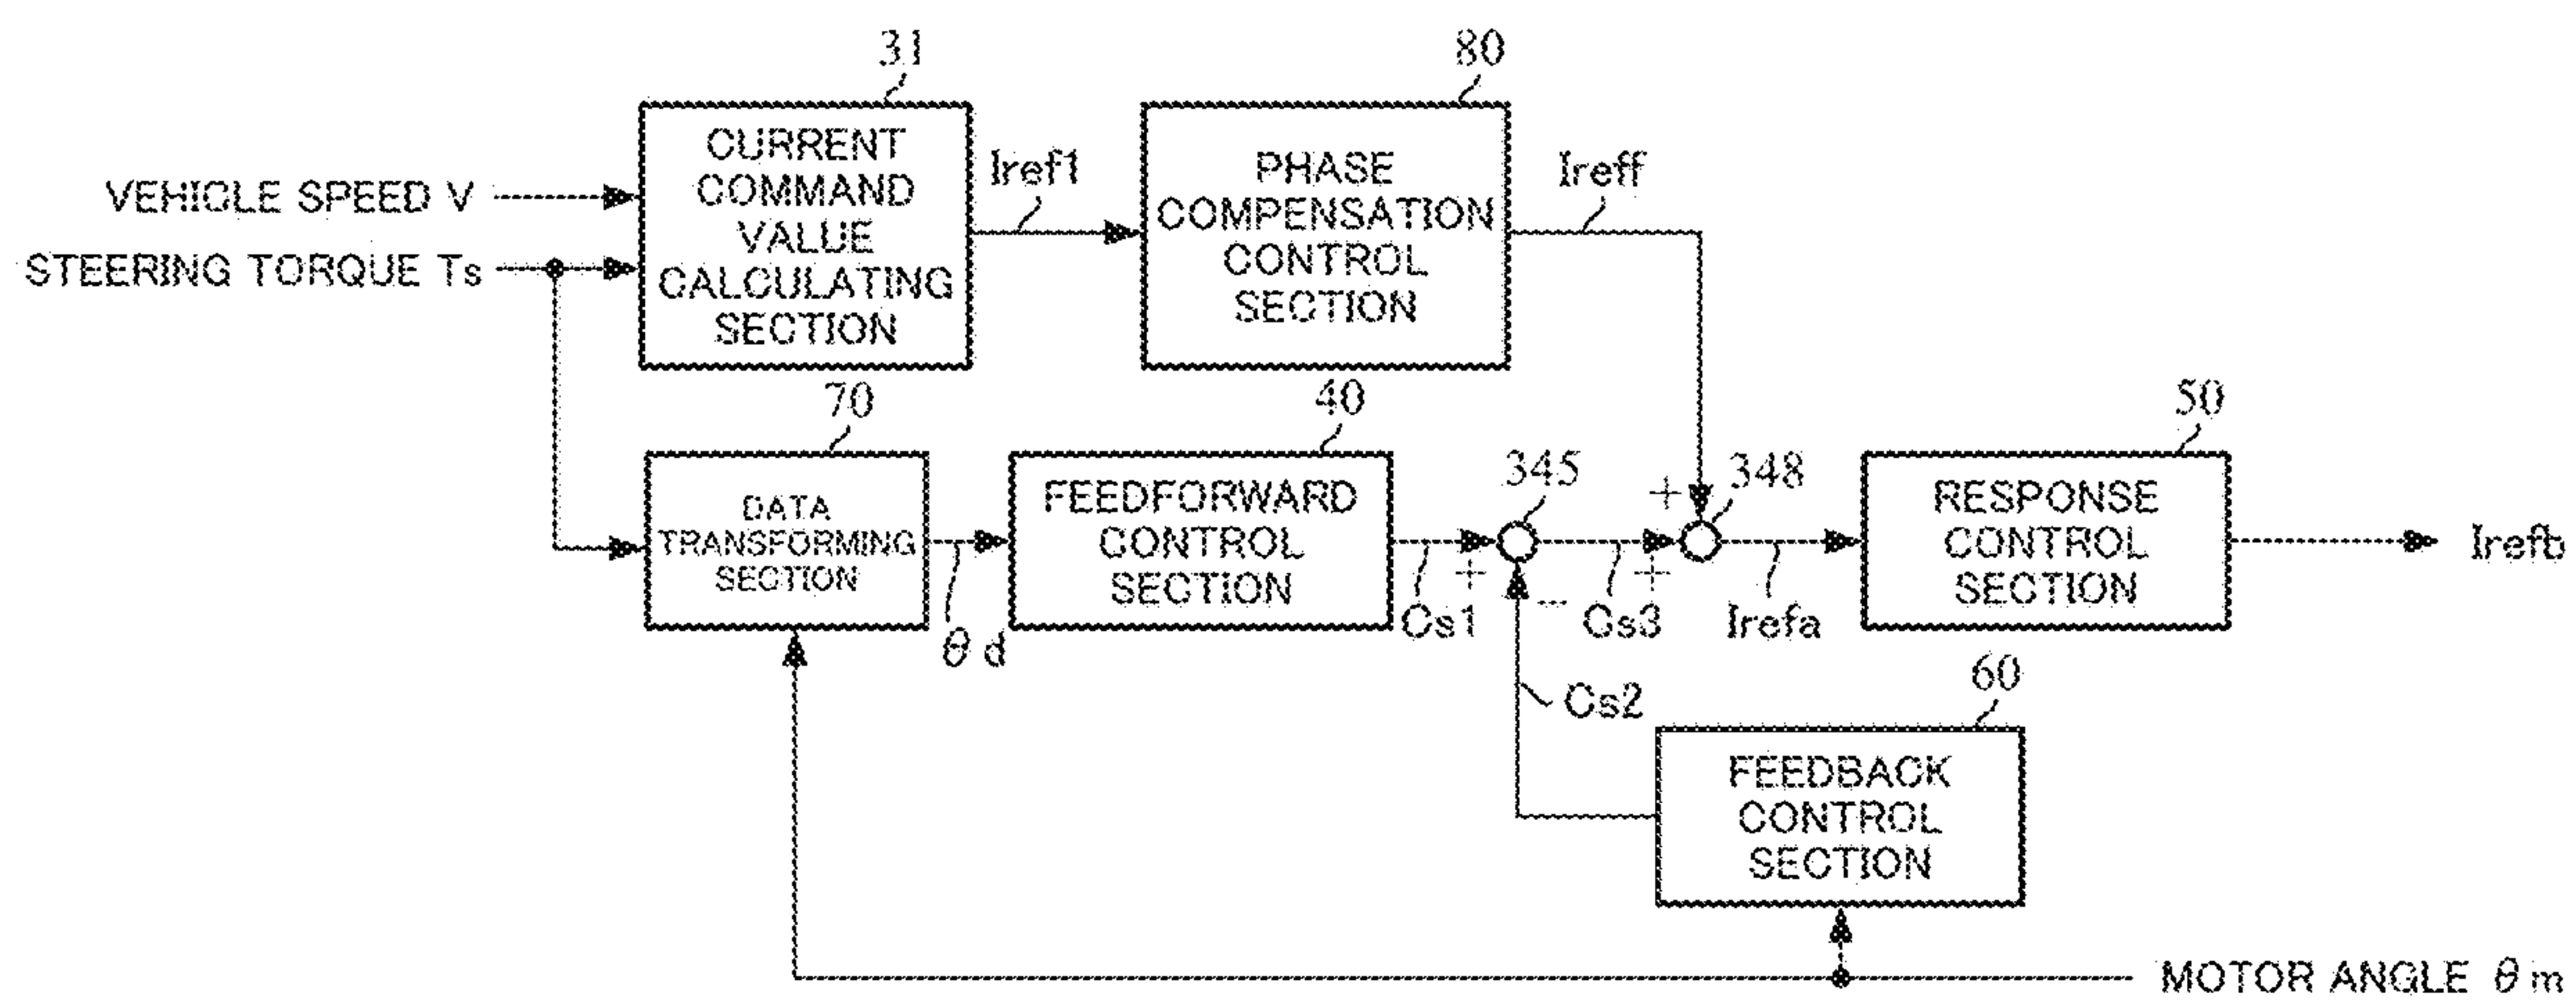 31
80
CURRENT
COMMAND
VALUE
CALCULATING
SECTION
Iref1
PHASE
COMPENSATION
CONTROL
SECTION
Ireff
VEHICLE SPEED V
STEERING TORQUE Ts
70
40
50
DATA
TRANSFORMING
SECTION
θd
FEEDFORWARD
CONTROL
SECTION
345
+
348
RESPONSE
CONTROL
SECTION
Irefb
+
-
+
Cs1
Cs3
Irefa
Cs2
60
FEEDBACK
CONTROL
SECTION
MOTOR ANGLE θm